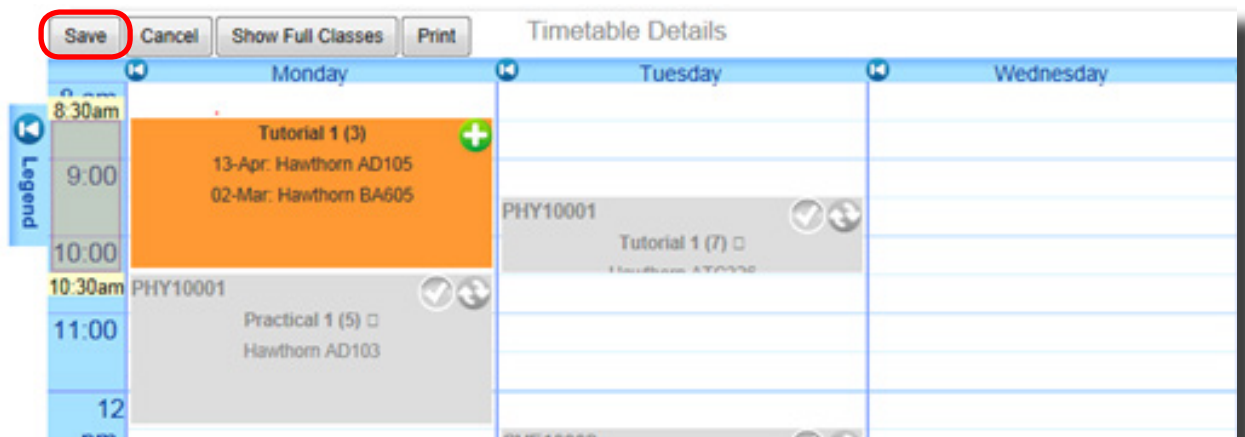 Save Cancel Show Full Classes Print Timetable Details
Monday Tuesday Wednesday
8:30am
Tutorial 1 (3)
9:00 13-Apr: Hawthorn AD105
Legend
02-Mar: Hawthorn BA605
PHY10001
10:00 Tutorial 1 (7) □
10:30am PHY10001
11:00 Practical 1 (5) □
Hawthorn AD103
12